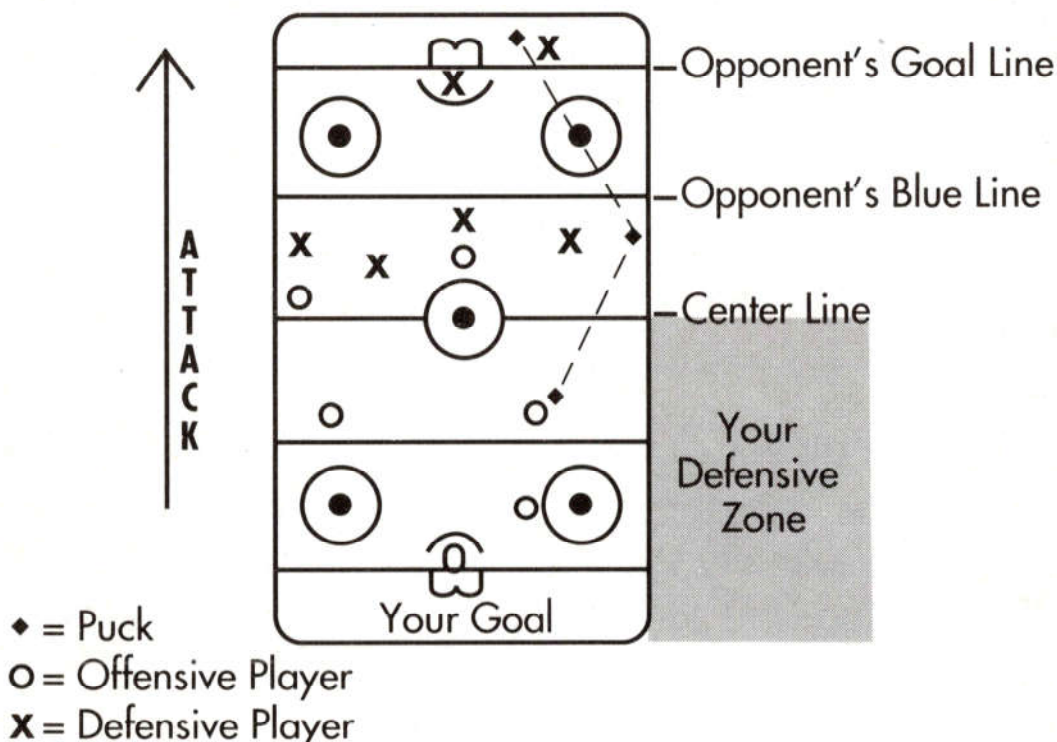 Opponent's Goal Line
Opponent's Blue Line
ATTACK
Center Line
Your
Defensive
Zone
Your Goal
◆ = Puck
O = Offensive Player
X = Defensive Player